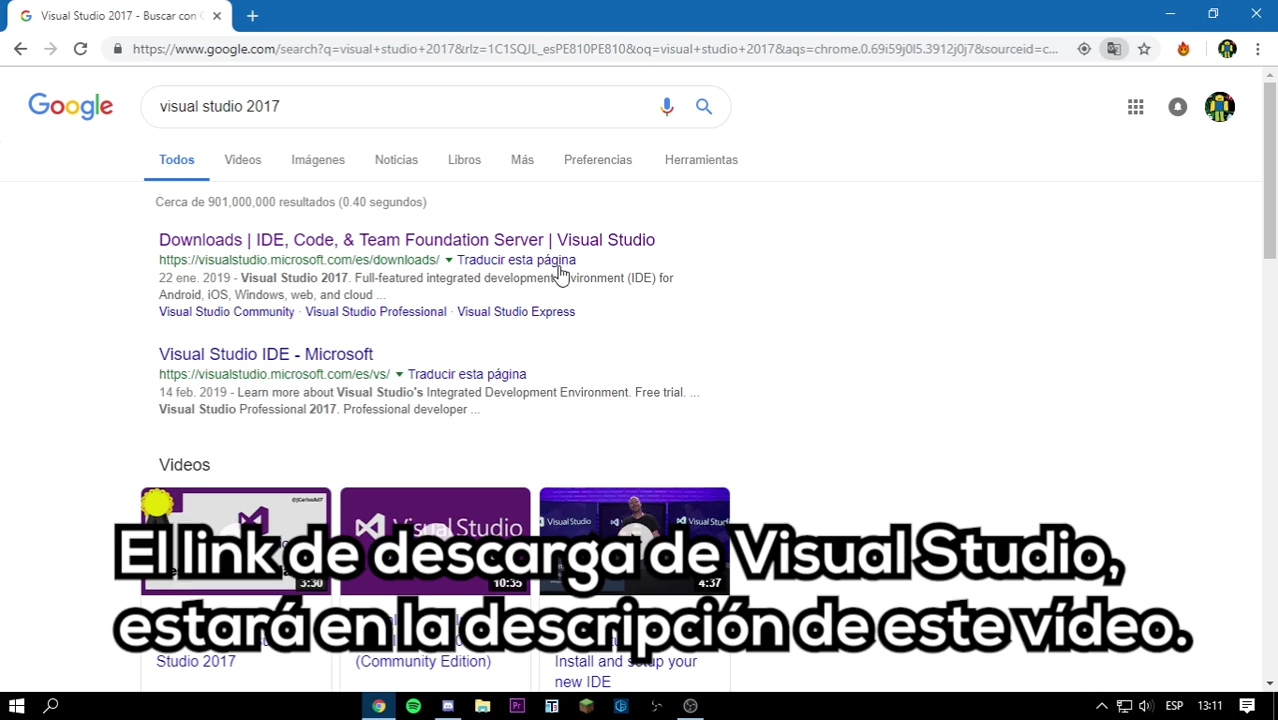 Visual Studio 2017 - Buscar con G
https://www.google.com/search?q=visual+studio+2017&rlz=1C1SQJL_esPE810PE810&oq=visual+studio+2017&aqs=chrome.0.69i59j0l5.3912j0j7&sourceid=c...
Google
visual studio 2017
Todos Videos Imágenes Noticias Libros Más Preferencias Herramientas
Cerca de 901,000,000 resultados (0.40 segundos)
Downloads | IDE, Code, & Team Foundation Server | Visual Studio
https://visualstudio.microsoft.com/es/downloads/ Traducir esta página
22 ene. 2019 - Visual Studio 2017. Full-featured integrated development environment (IDE) for
Android, iOS, Windows, web, and cloud ...
Visual Studio Community · Visual Studio Professional · Visual Studio Express
Visual Studio IDE - Microsoft
https://visualstudio.microsoft.com/es/vs/ Traducir esta página
14 feb. 2019 - Learn more about Visual Studio's Integrated Development Environment. Free trial. ...
Visual Studio Professional 2017. Professional developer ...
Videos
@jCarlosAd7
Visual Studio
Visual Studio
3:30
10:35
4:37
El link de descarga de Visual Studio,
estará en la descripción de este vídeo.
Studio 2017
(Community Edition)
Install and setup your
new IDE
ESP 13:11